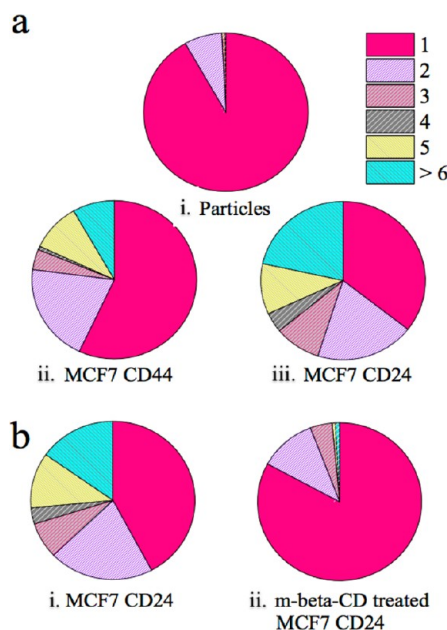 a
1
2
3
4
5
> 6
i. Particles
ii. MCF7 CD44
iii. MCF7 CD24
b
i. MCF7 CD24
ii. m-beta-CD treated
MCF7 CD24